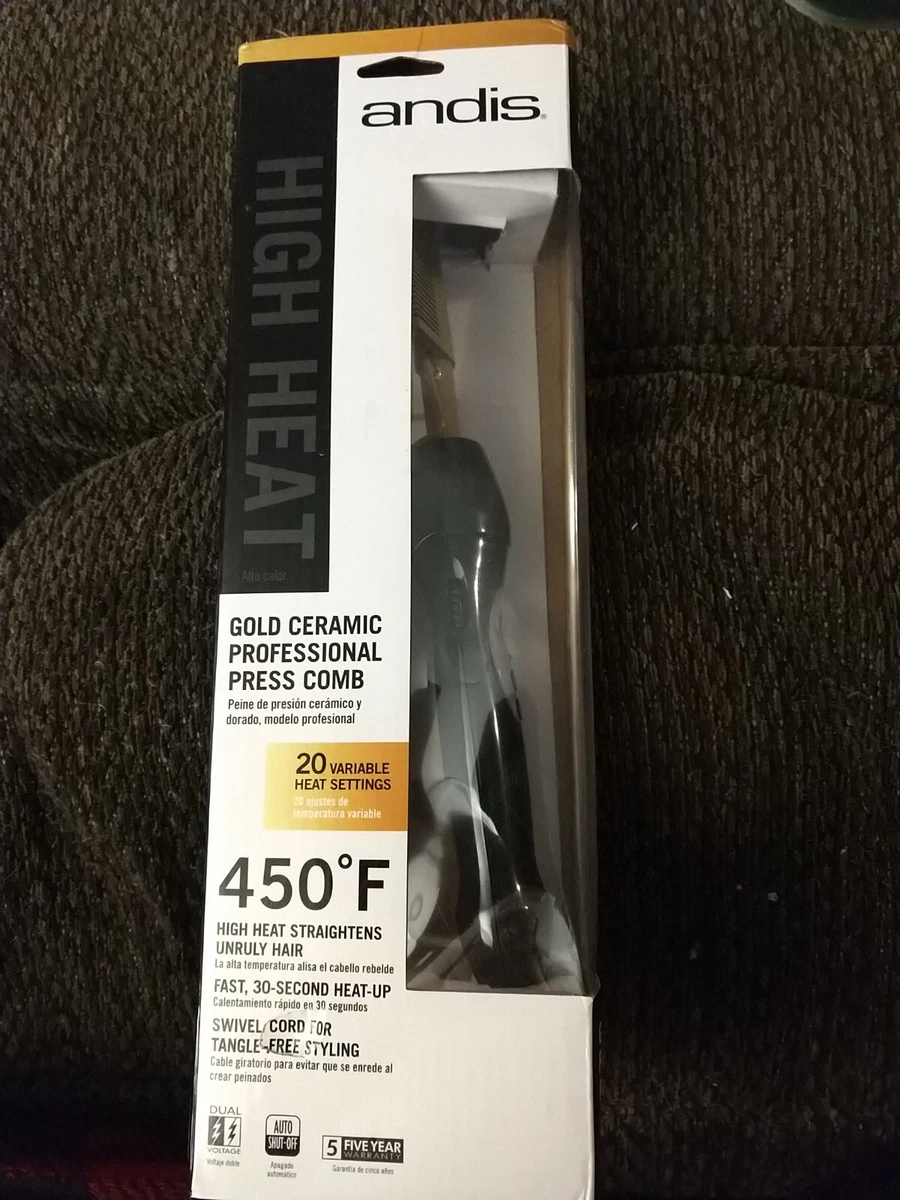 andis®
HIGH HEAT
Alto calor
GOLD CERAMIC
PROFESSIONAL
PRESS COMB
Peine de presión cerámico y
dorado, modelo profesional
20 VARIABLE
HEAT SETTINGS
20 ajustes de
temperatura variable
450°F
HIGH HEAT STRAIGHTENS
UNRULY HAIR
La alta temperatura alisa el cabello rebelde
FAST, 30-SECOND HEAT-UP
Calentamiento rápido en 30 segundos
SWIVEL CORD FOR
TANGLE-FREE STYLING
Cable giratorio para evitar que se enrede al
crear peinados
DUAL
VOLTAGE
Voltaje doble
AUTO
SHUT-OFF
Apagado
automático
5 FIVE YEAR
WARRANTY
Garantía de cinco años